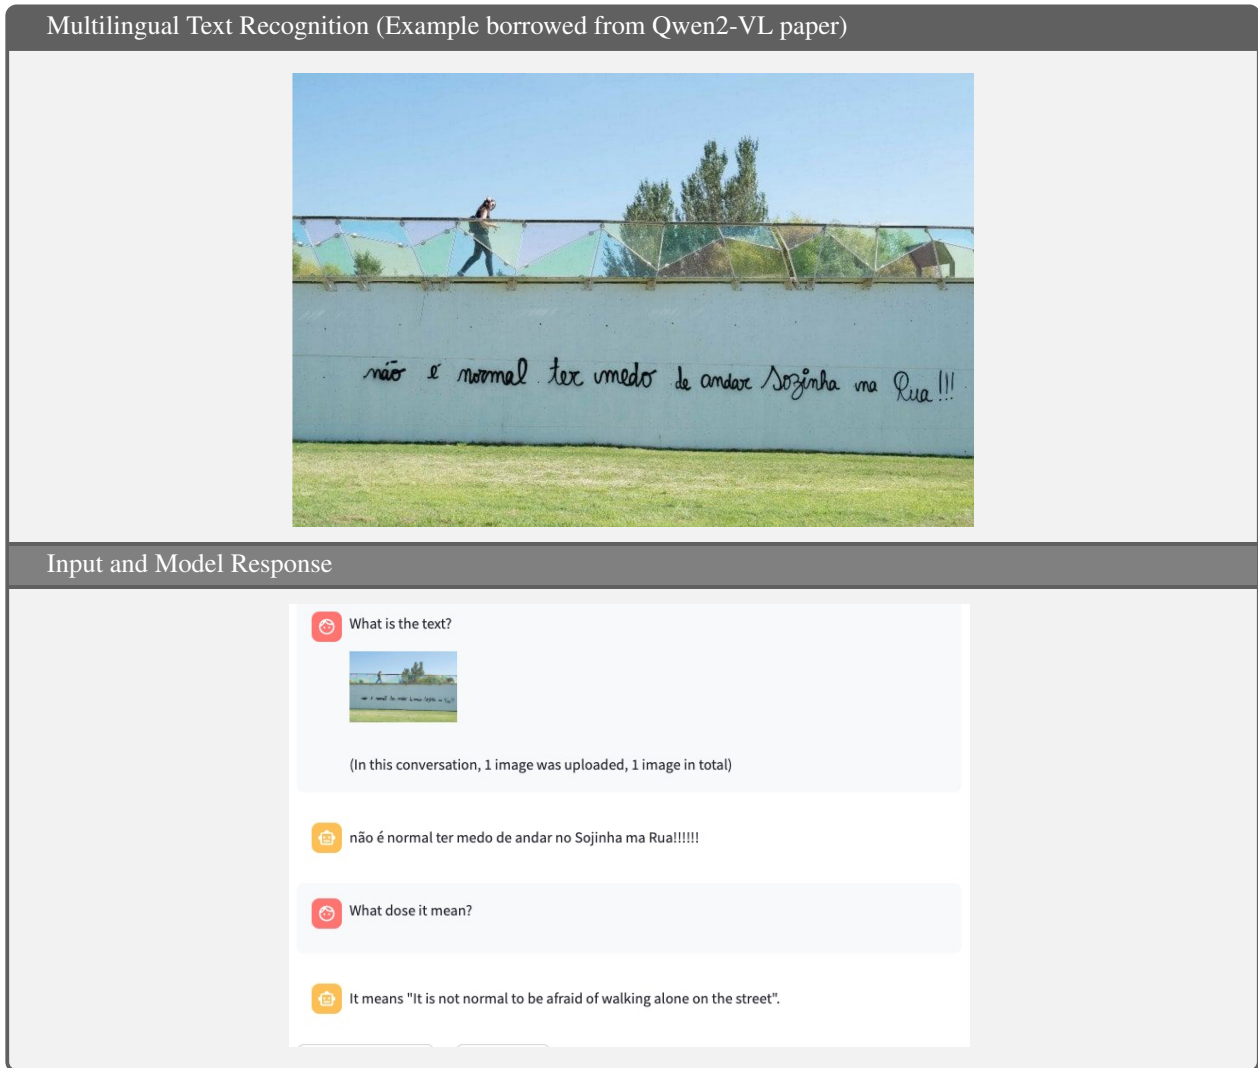 Multilingual Text Recognition (Example borrowed from Qwen2-VL paper)
não é normal ter medo de andar Sozinha na Rua!!!
Input and Model Response
What is the text?
(In this conversation, 1 image was uploaded, 1 image in total)
não é normal ter medo de andar no Sojinha ma Rua!!!!!!
What dose it mean?
It means "It is not normal to be afraid of walking alone on the street".